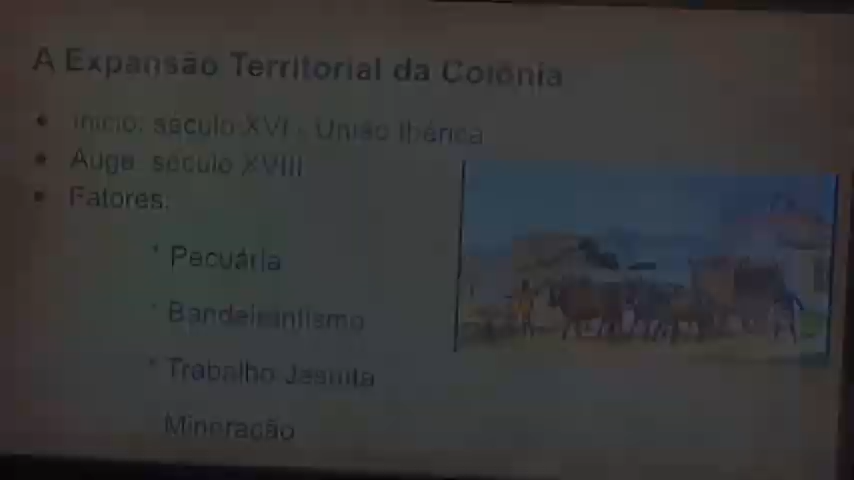 A Expansão Territorial da Colônia
• Início: século XVI - União Ibérica
• Auge: século XVIII
• Fatores:
* Pecuária
* Bandeirantismo
* Trabalho Jesuíta
Mineração